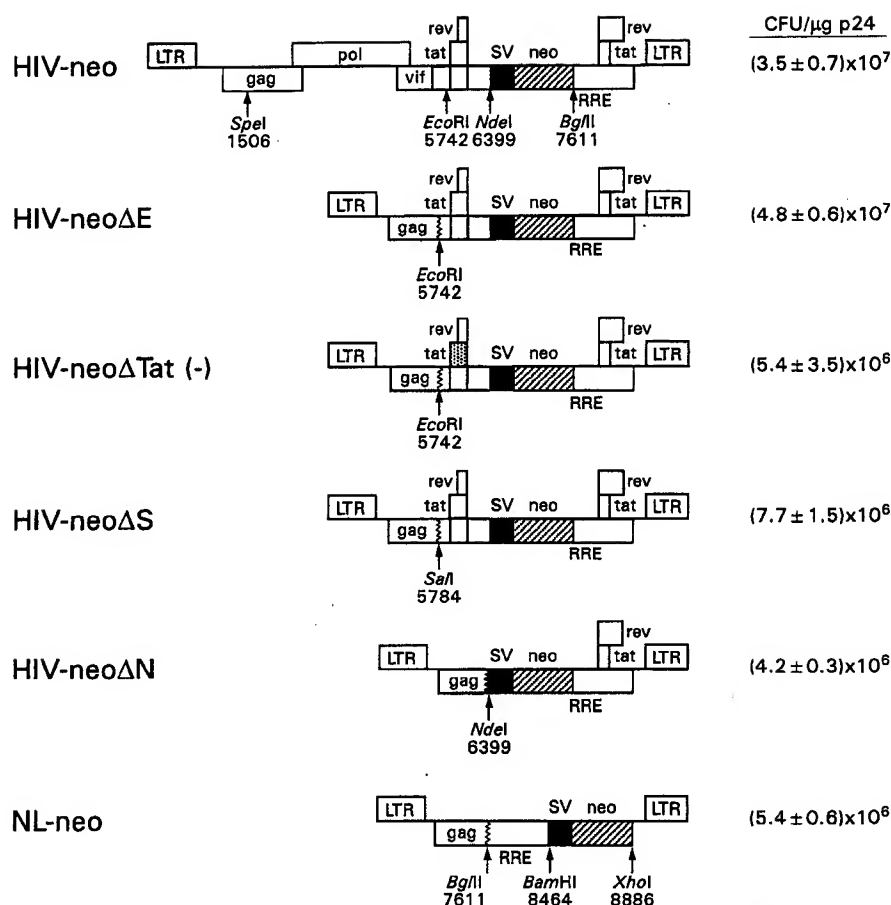 CFU/μg p24
rev rev
LTR pol tat SV neo tat LTR
HIV-neo (3.5 ± 0.7)x10⁷
gag vif
RRE
SpeI EcoRI NdeI BglII
1506 5742 6399 7611
rev rev
LTR tat SV neo tat LTR
HIV-neoΔE (4.8 ± 0.6)x10⁷
gag
RRE
EcoRI
5742
rev rev
LTR tat SV neo tat LTR
HIV-neoΔTat (-) (5.4 ± 3.5)x10⁶
gag
RRE
EcoRI
5742
rev rev
LTR tat SV neo tat LTR
HIV-neoΔS (7.7 ± 1.5)x10⁶
gag
RRE
SalI
5784
rev
LTR SV neo tat LTR
HIV-neoΔN (4.2 ± 0.3)x10⁶
gag
RRE
NdeI
6399
LTR SV neo LTR
NL-neo (5.4 ± 0.6)x10⁶
gag
RRE
BglII BamHI XhoI
7611 8464 8886